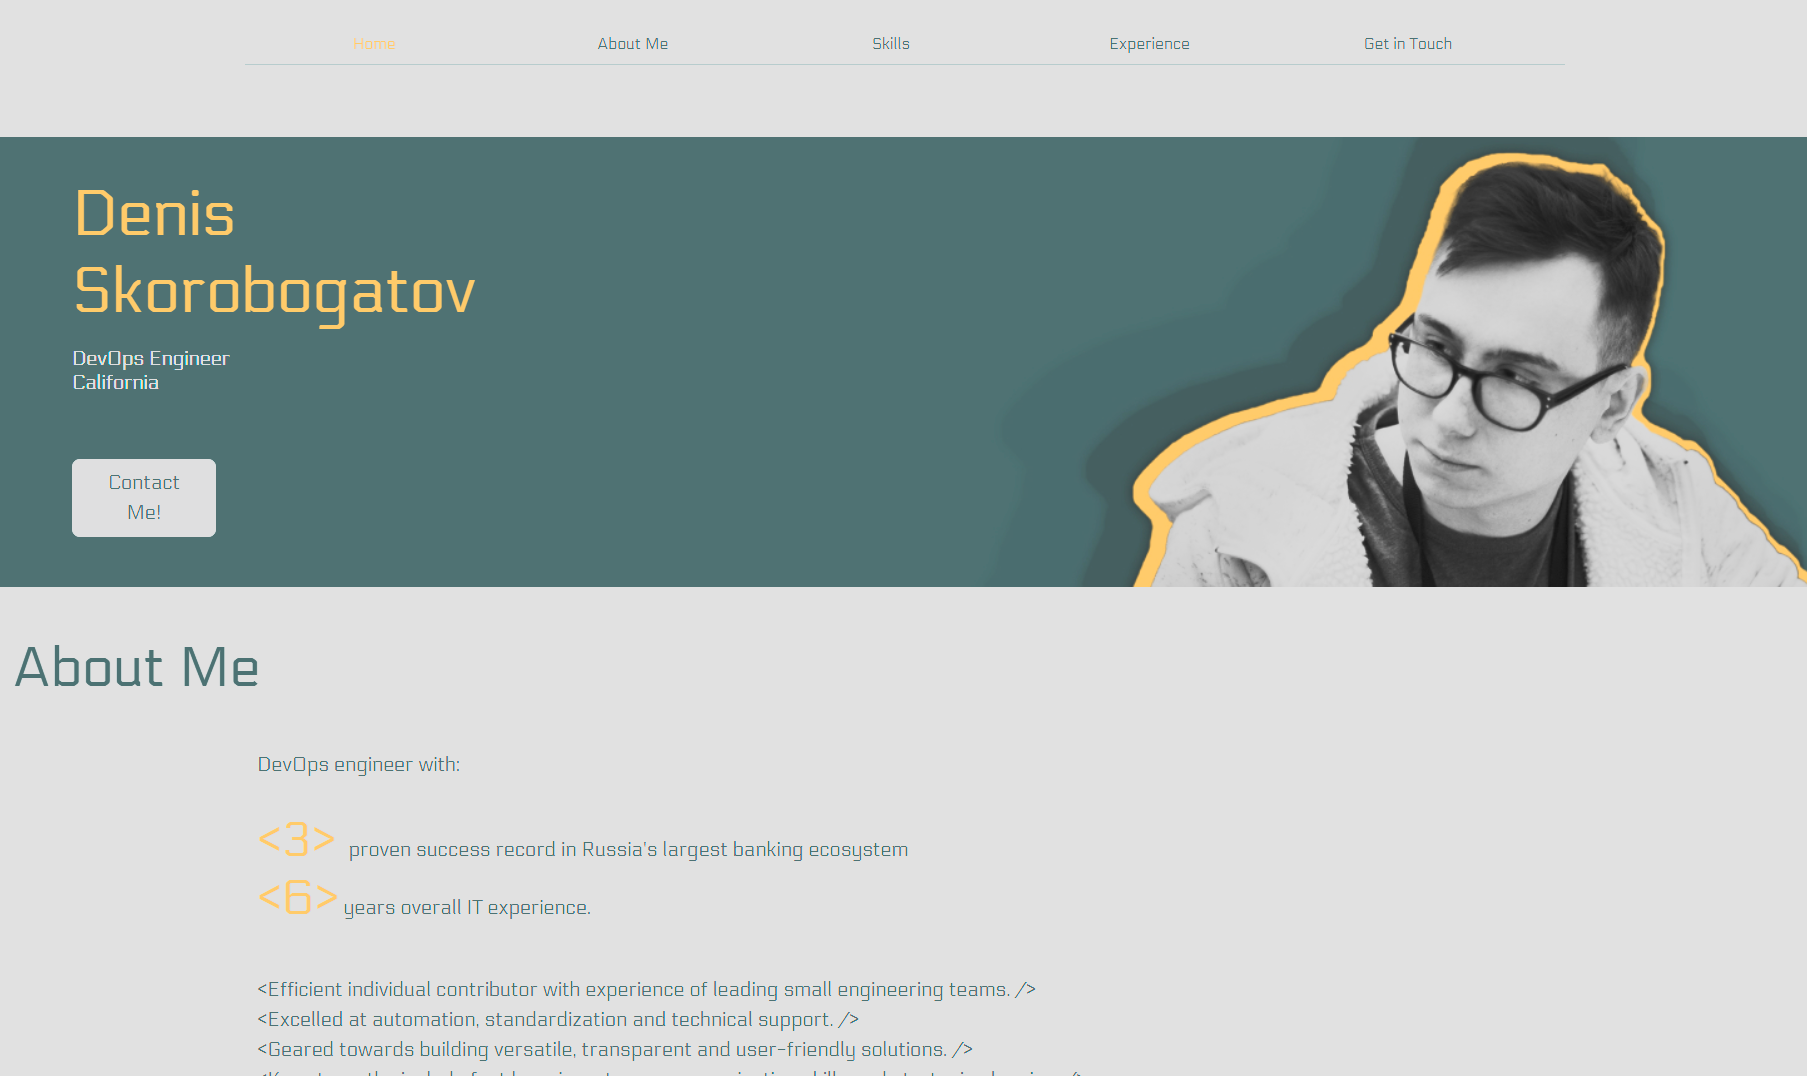 Home
About Me
Skills
Experience
Get in Touch
Denis
Skorobogatov
DevOps Engineer
California
Contact
Me!
About Me
DevOps engineer with:
<3> proven success record in Russia's largest banking ecosystem
<6> years overall IT experience.
<Efficient individual contributor with experience of leading small engineering teams. />
<Excelled at automation, standardization and technical support. />
<Geared towards building versatile, transparent and user-friendly solutions. />